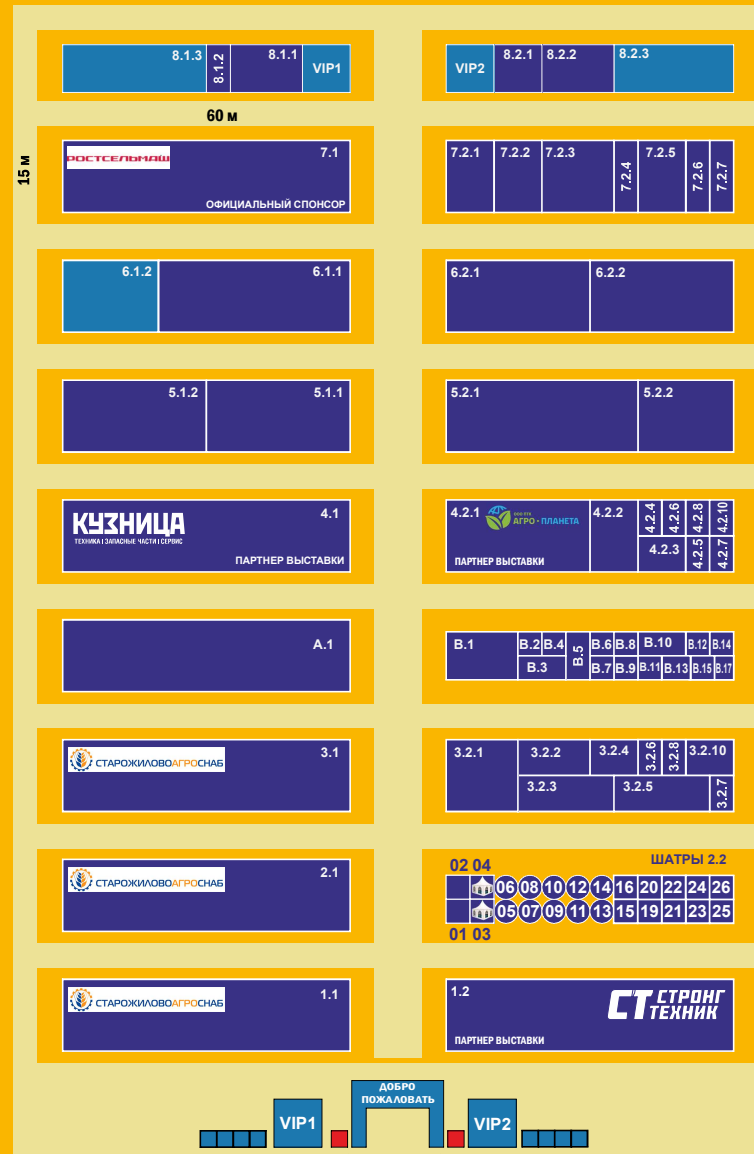 8.1.3
8.1.2
8.1.1
VIP1
VIP2
8.2.1
8.2.2
8.2.3
60 м
15 м
РОСТСЕЛЬМАШ
7.1
ОФИЦИАЛЬНЫЙ СПОНСОР
7.2.1
7.2.2
7.2.3
7.2.4
7.2.5
7.2.6
7.2.7
6.1.2
6.1.1
6.2.1
6.2.2
5.1.2
5.1.1
5.2.1
5.2.2
КУЗНИЦА
ТЕХНИКА | ЗАПАСНЫЕ ЧАСТИ | СЕРВИС
4.1
ПАРТНЕР ВЫСТАВКИ
4.2.1
АГРО • ПЛАНЕТА
ПАРТНЕР ВЫСТАВКИ
4.2.2
4.2.4
4.2.6
4.2.8
4.2.10
4.2.3
4.2.5
4.2.7
А.1
В.1
В.2
В.4
В.5
В.6
В.8
В.10
В.12
В.14
В.3
В.7
В.9
В.11
В.13
В.15
В.17
СТАРОЖИЛОВОАГРОСНАБ
3.1
3.2.1
3.2.2
3.2.4
3.2.6
3.2.8
3.2.10
3.2.3
3.2.5
3.2.7
СТАРОЖИЛОВОАГРОСНАБ
2.1
ШАТРЫ 2.2
02 04
06 08 10 12 14 16 20 22 24 26
05 07 09 11 13 15 19 21 23 25
01 03
СТАРОЖИЛОВОАГРОСНАБ
1.1
1.2
СТ СТРОНГ
ТЕХНИК
ПАРТНЕР ВЫСТАВКИ
ДОБРО
ПОЖАЛОВАТЬ
VIP1
VIP2